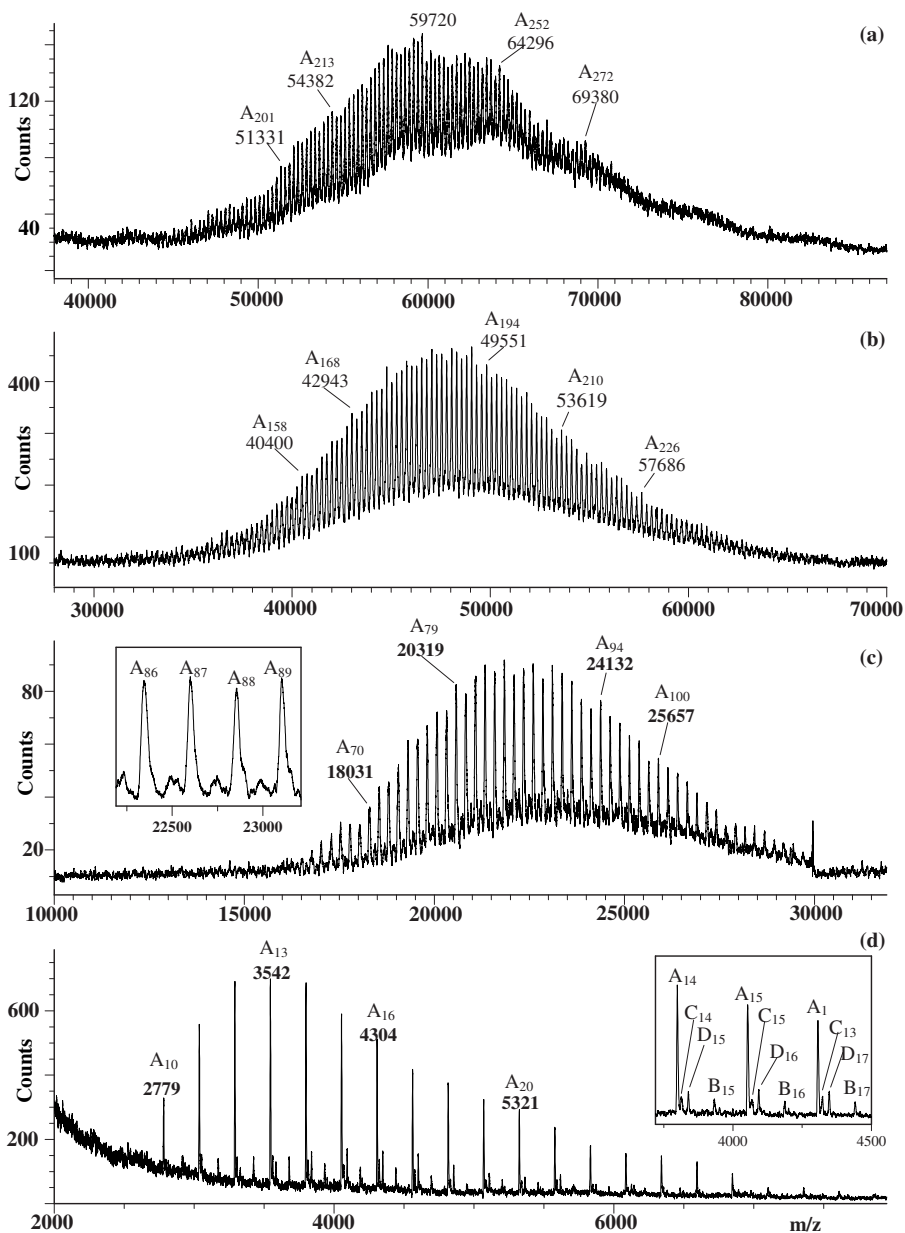 (a)
59720
A₂₅₂
64296
A₂₁₃
54382
A₂₇₂
69380
A₂₀₁
51331
120
40
Counts
40000 50000 60000 70000 80000
(b)
A₁₉₄
49551
A₁₆₈
42943
A₂₁₀
53619
A₁₅₈
40400
A₂₂₆
57686
400
100
Counts
30000 40000 50000 60000 70000
(c)
A₇₉
20319
A₉₄
24132
A₁₀₀
25657
A₇₀
18031
A₈₆ A₈₇ A₈₈ A₈₉
22500 23000
80
20
Counts
10000 15000 20000 25000 30000
(d)
A₁₃
3542
A₁₆
4304
A₁₀
2779
A₂₀
5321
A₁₄ A₁₅ A₁
C₁₄ C₁₅ C₁₃
D₁₅ D₁₆ D₁₇
B₁₅ B₁₆ B₁₇
4000 4500
600
200
Counts
2000 4000 6000 m/z